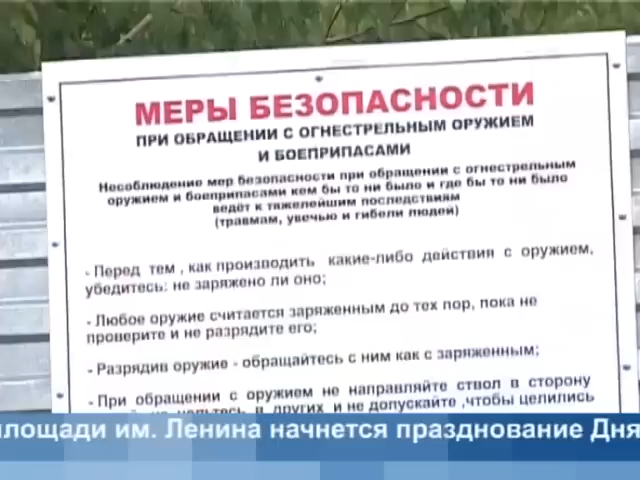 МЕРЫ БЕЗОПАСНОСТИ
ПРИ ОБРАЩЕНИИ С ОГНЕСТРЕЛЬНЫМ ОРУЖИЕМ
И БОЕПРИПАСАМИ
Несоблюдение мер безопасности при обращении с огнестрельным
оружием и боеприпасами кем бы то ни было и где бы то ни было
ведёт к тяжелейшим последствиям
(травмам, увечью и гибели людей)
- Перед тем , как производить какие-либо действия с оружием,
убедитесь: не заряжено ли оно;
- Любое оружие считается заряженным до тех пор, пока не
проверите и не разрядите его;
- Разрядив оружие - обращайтесь с ним как с заряженным;
- При обращении с оружием не направляйте ствол в сторону
в других и не допускайте ,чтобы целились
площади им. Ленина начнется празднование Дня